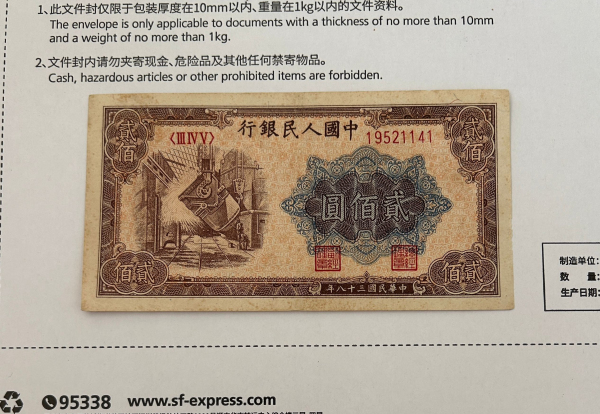 1、此文件封仅限于包装厚度在10mm以内、重量在1kg以内的文件资料。
The envelope is only applicable to documents with a thickness of no more than 10mm
and a weight of no more than 1kg.
2、文件封内请勿夹寄现金、危险品及其他任何禁寄物品。
Cash, hazardous articles or other prohibited items are forbidden.
行銀民人國中
貳佰
貳佰
〈ⅢⅣⅤ〉
19521141
圓佰貳
佰貳
佰貳
年八十三國民華中
制造单位:
数 量:
生产日期:
95338 www.sf-express.com